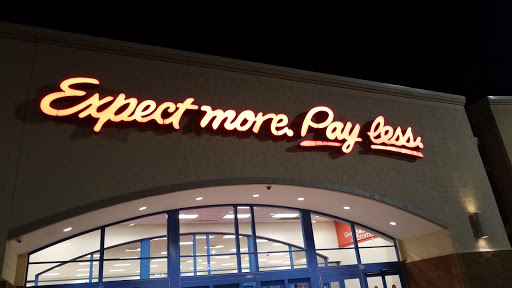 Expect more. Pay less.